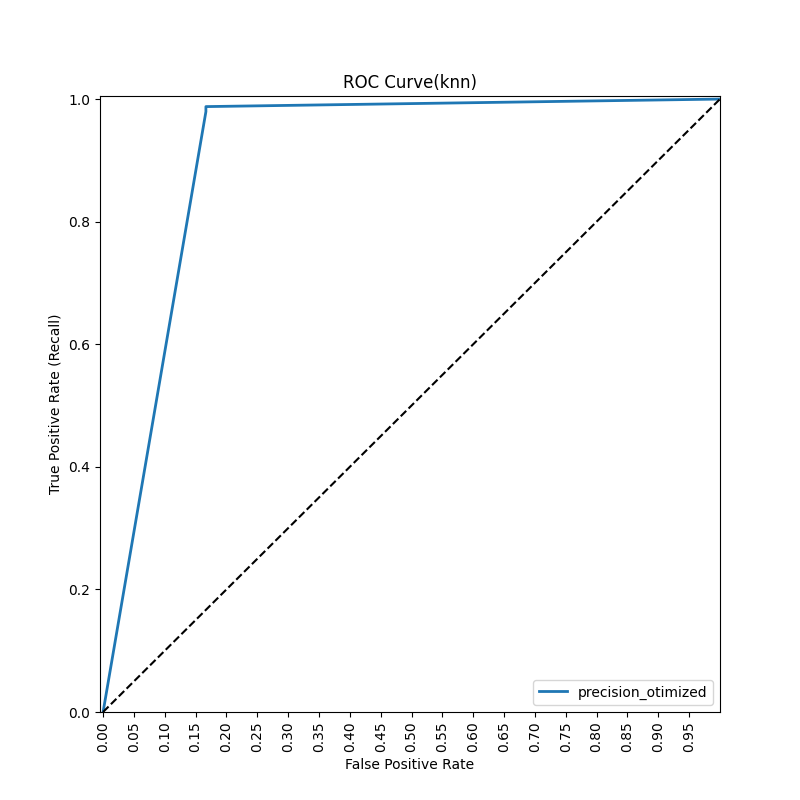 ROC Curve(knn)
True Positive Rate (Recall)
1.0
0.8
0.6
0.4
0.2
0.0
precision_otimized
0.00 0.05 0.10 0.15 0.20 0.25 0.30 0.35 0.40 0.45 0.50 0.55 0.60 0.65 0.70 0.75 0.80 0.85 0.90 0.95
False Positive Rate